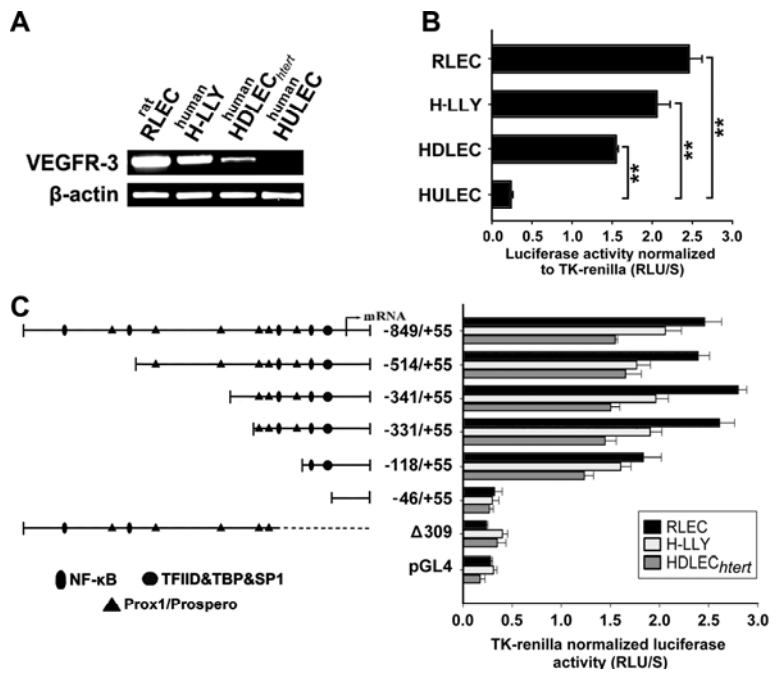 A
rat RLEC
human H-LLY
human HDLEChtert
human HULEC
VEGFR-3
β-actin
B
RLEC
H-LLY
HDLEC
HULEC
**
**
**
0.0 0.5 1.0 1.5 2.0 2.5 3.0
Luciferase activity normalized
to TK-renilla (RLU/S)
C
mRNA
-849/+55
-514/+55
-341/+55
-331/+55
-118/+55
-46/+55
Δ309
pGL4
NF-κB
TFIID&TBP&SP1
Prox1/Prospero
RLEC
H-LLY
HDLEChtert
0.0 0.5 1.0 1.5 2.0 2.5 3.0
TK-renilla normalized luciferase
activity (RLU/S)